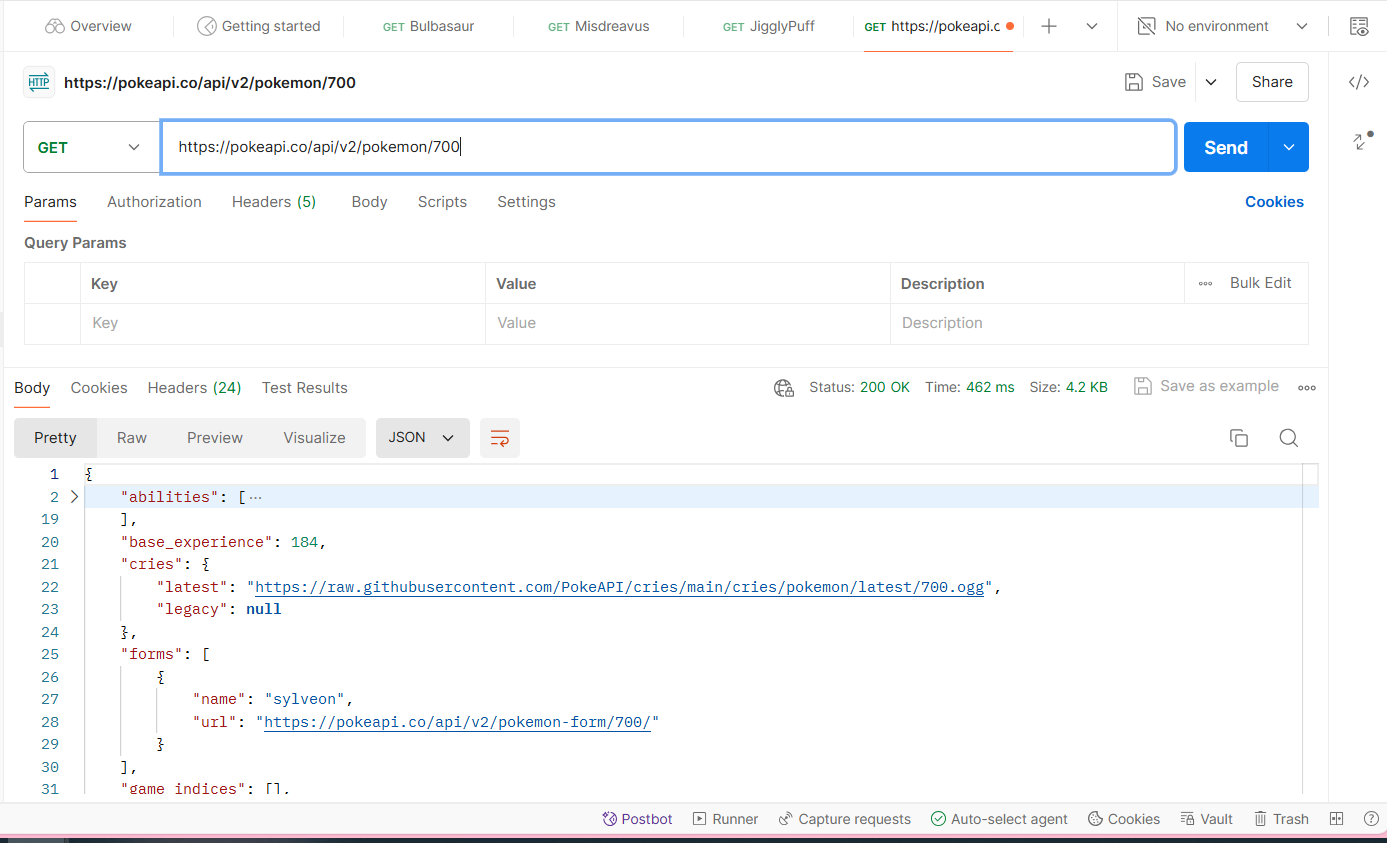 Overview Getting started GET Bulbasaur GET Misdreavus GET JigglyPuff GET https://pokeapi.c No environment
HTTP https://pokeapi.co/api/v2/pokemon/700 Save Share
GET https://pokeapi.co/api/v2/pokemon/700 Send
Params Authorization Headers (5) Body Scripts Settings Cookies
Query Params
Key Value Description Bulk Edit
Key Value Description
Body Cookies Headers (24) Test Results Status: 200 OK Time: 462 ms Size: 4.2 KB Save as example
Pretty Raw Preview Visualize JSON
1 {
2 "abilities": [ ···
19 ],
20 "base_experience": 184,
21 "cries": {
22 "latest": "https://raw.githubusercontent.com/PokeAPI/cries/main/cries/pokemon/latest/700.ogg",
23 "legacy": null
24 },
25 "forms": [
26 {
27 "name": "sylveon",
28 "url": "https://pokeapi.co/api/v2/pokemon-form/700/"
29 }
30 ],
31 "game_indices": [],
Postbot Runner Capture requests Auto-select agent Cookies Vault Trash